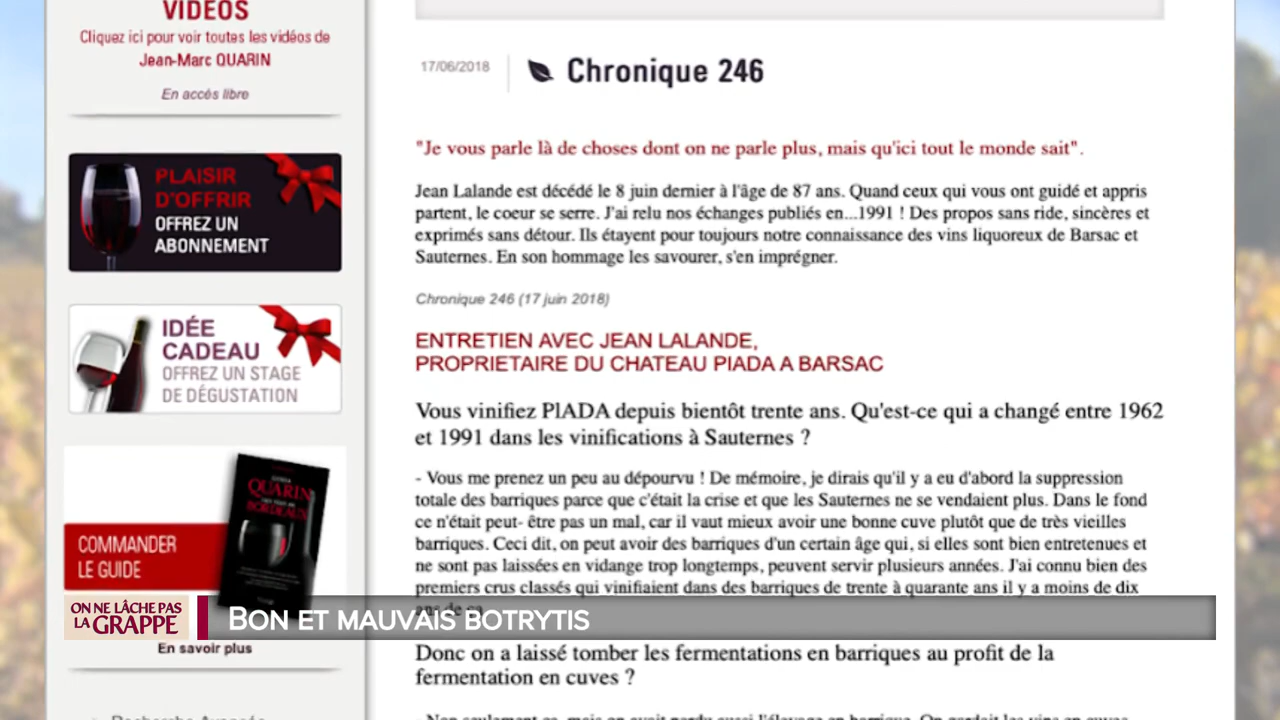 VIDÉOS
Cliquez ici pour voir toutes les vidéos de
Jean-Marc QUARIN
En accés libre
PLAISIR
D'OFFRIR
OFFREZ UN
ABONNEMENT
IDÉE
CADEAU
OFFREZ UN STAGE
DE DÉGUSTATION
QUARIN
BORDEAUX
COMMANDER
LE GUIDE
En savoir plus
17/06/2018
Chronique 246
"Je vous parle là de choses dont on ne parle plus, mais qu'ici tout le monde sait".
Jean Lalande est décédé le 8 juin dernier à l'âge de 87 ans. Quand ceux qui vous ont guidé et appris
partent, le coeur se serre. J'ai relu nos échanges publiés en...1991 ! Des propos sans ride, sincères et
exprimés sans détour. Ils étayent pour toujours notre connaissance des vins liquoreux de Barsac et
Sauternes. En son hommage les savourer, s'en imprégner.
Chronique 246 (17 juin 2018)
ENTRETIEN AVEC JEAN LALANDE,
PROPRIETAIRE DU CHATEAU PIADA A BARSAC
Vous vinifiez PlADA depuis bientôt trente ans. Qu'est-ce qui a changé entre 1962
et 1991 dans les vinifications à Sauternes ?
- Vous me prenez un peu au dépourvu ! De mémoire, je dirais qu'il y a eu d'abord la suppression
totale des barriques parce que c'était la crise et que les Sauternes ne se vendaient plus. Dans le fond
ce n'était peut- être pas un mal, car il vaut mieux avoir une bonne cuve plutôt que de très vieilles
barriques. Ceci dit, on peut avoir des barriques d'un certain âge qui, si elles sont bien entretenues et
ne sont pas laissées en vidange trop longtemps, peuvent servir plusieurs années. J'ai connu bien des
premiers crus classés qui vinifiaient dans des barriques de trente à quarante ans il y a moins de dix
ans de ça.
ON NE LÂCHE PAS
LA GRAPPE
BON ET MAUVAIS BOTRYTIS
Donc on a laissé tomber les fermentations en barriques au profit de la
fermentation en cuves ?